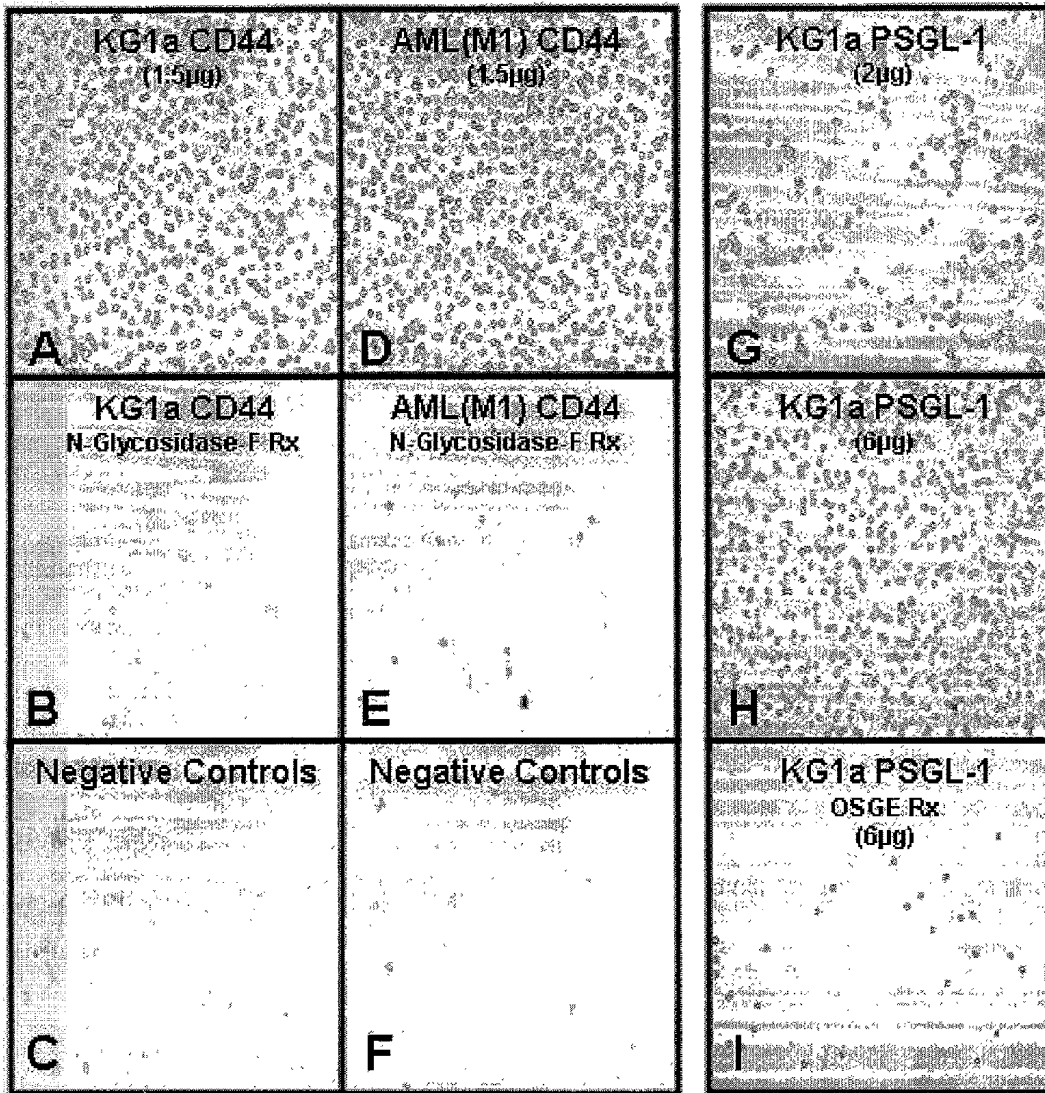 KG1a CD44
(1.5µg)
A
AML(M1) CD44
(1.5µg)
D
KG1a PSGL-1
(2µg)
G
KG1a CD44
N-Glycosidase-F Rx
B
AML(M1) CD44
N-Glycosidase-F Rx
E
KG1a PSGL-1
(6µg)
H
Negative Controls
C
Negative Controls
F
KG1a PSGL-1
OSGE Rx
(6µg)
I